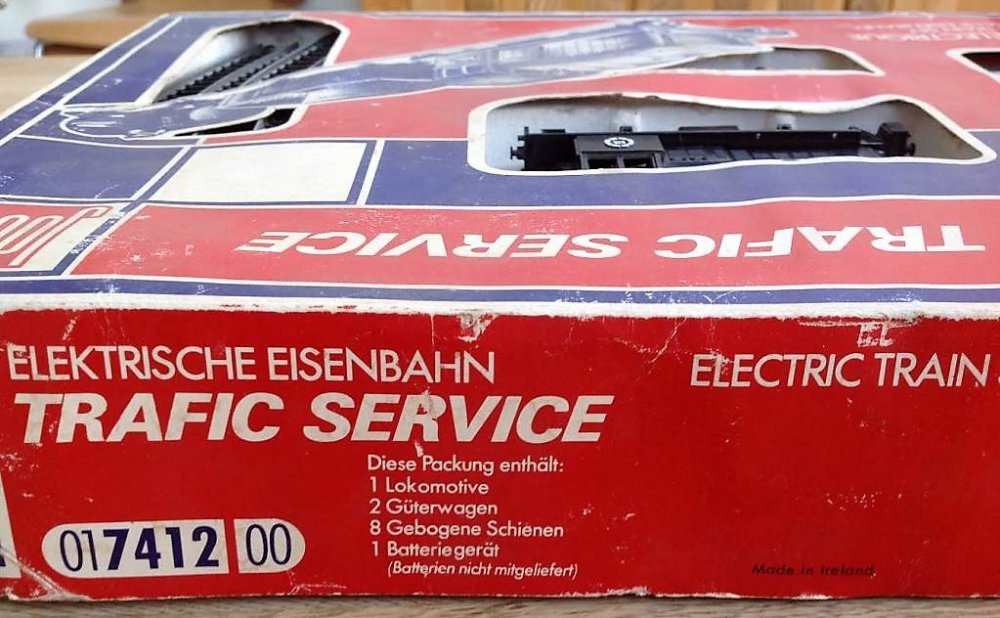 ELECTRIQUE
TRAFIC SERVICE
ELEKTRISCHE EISENBAHN
TRAFIC SERVICE
ELECTRIC TRAIN
Diese Packung enthält:
1 Lokomotive
2 Güterwagen
8 Gebogene Schienen
1 Batteriegerät
(Batterien nicht mitgeliefert)
017412 00
Made in Ireland